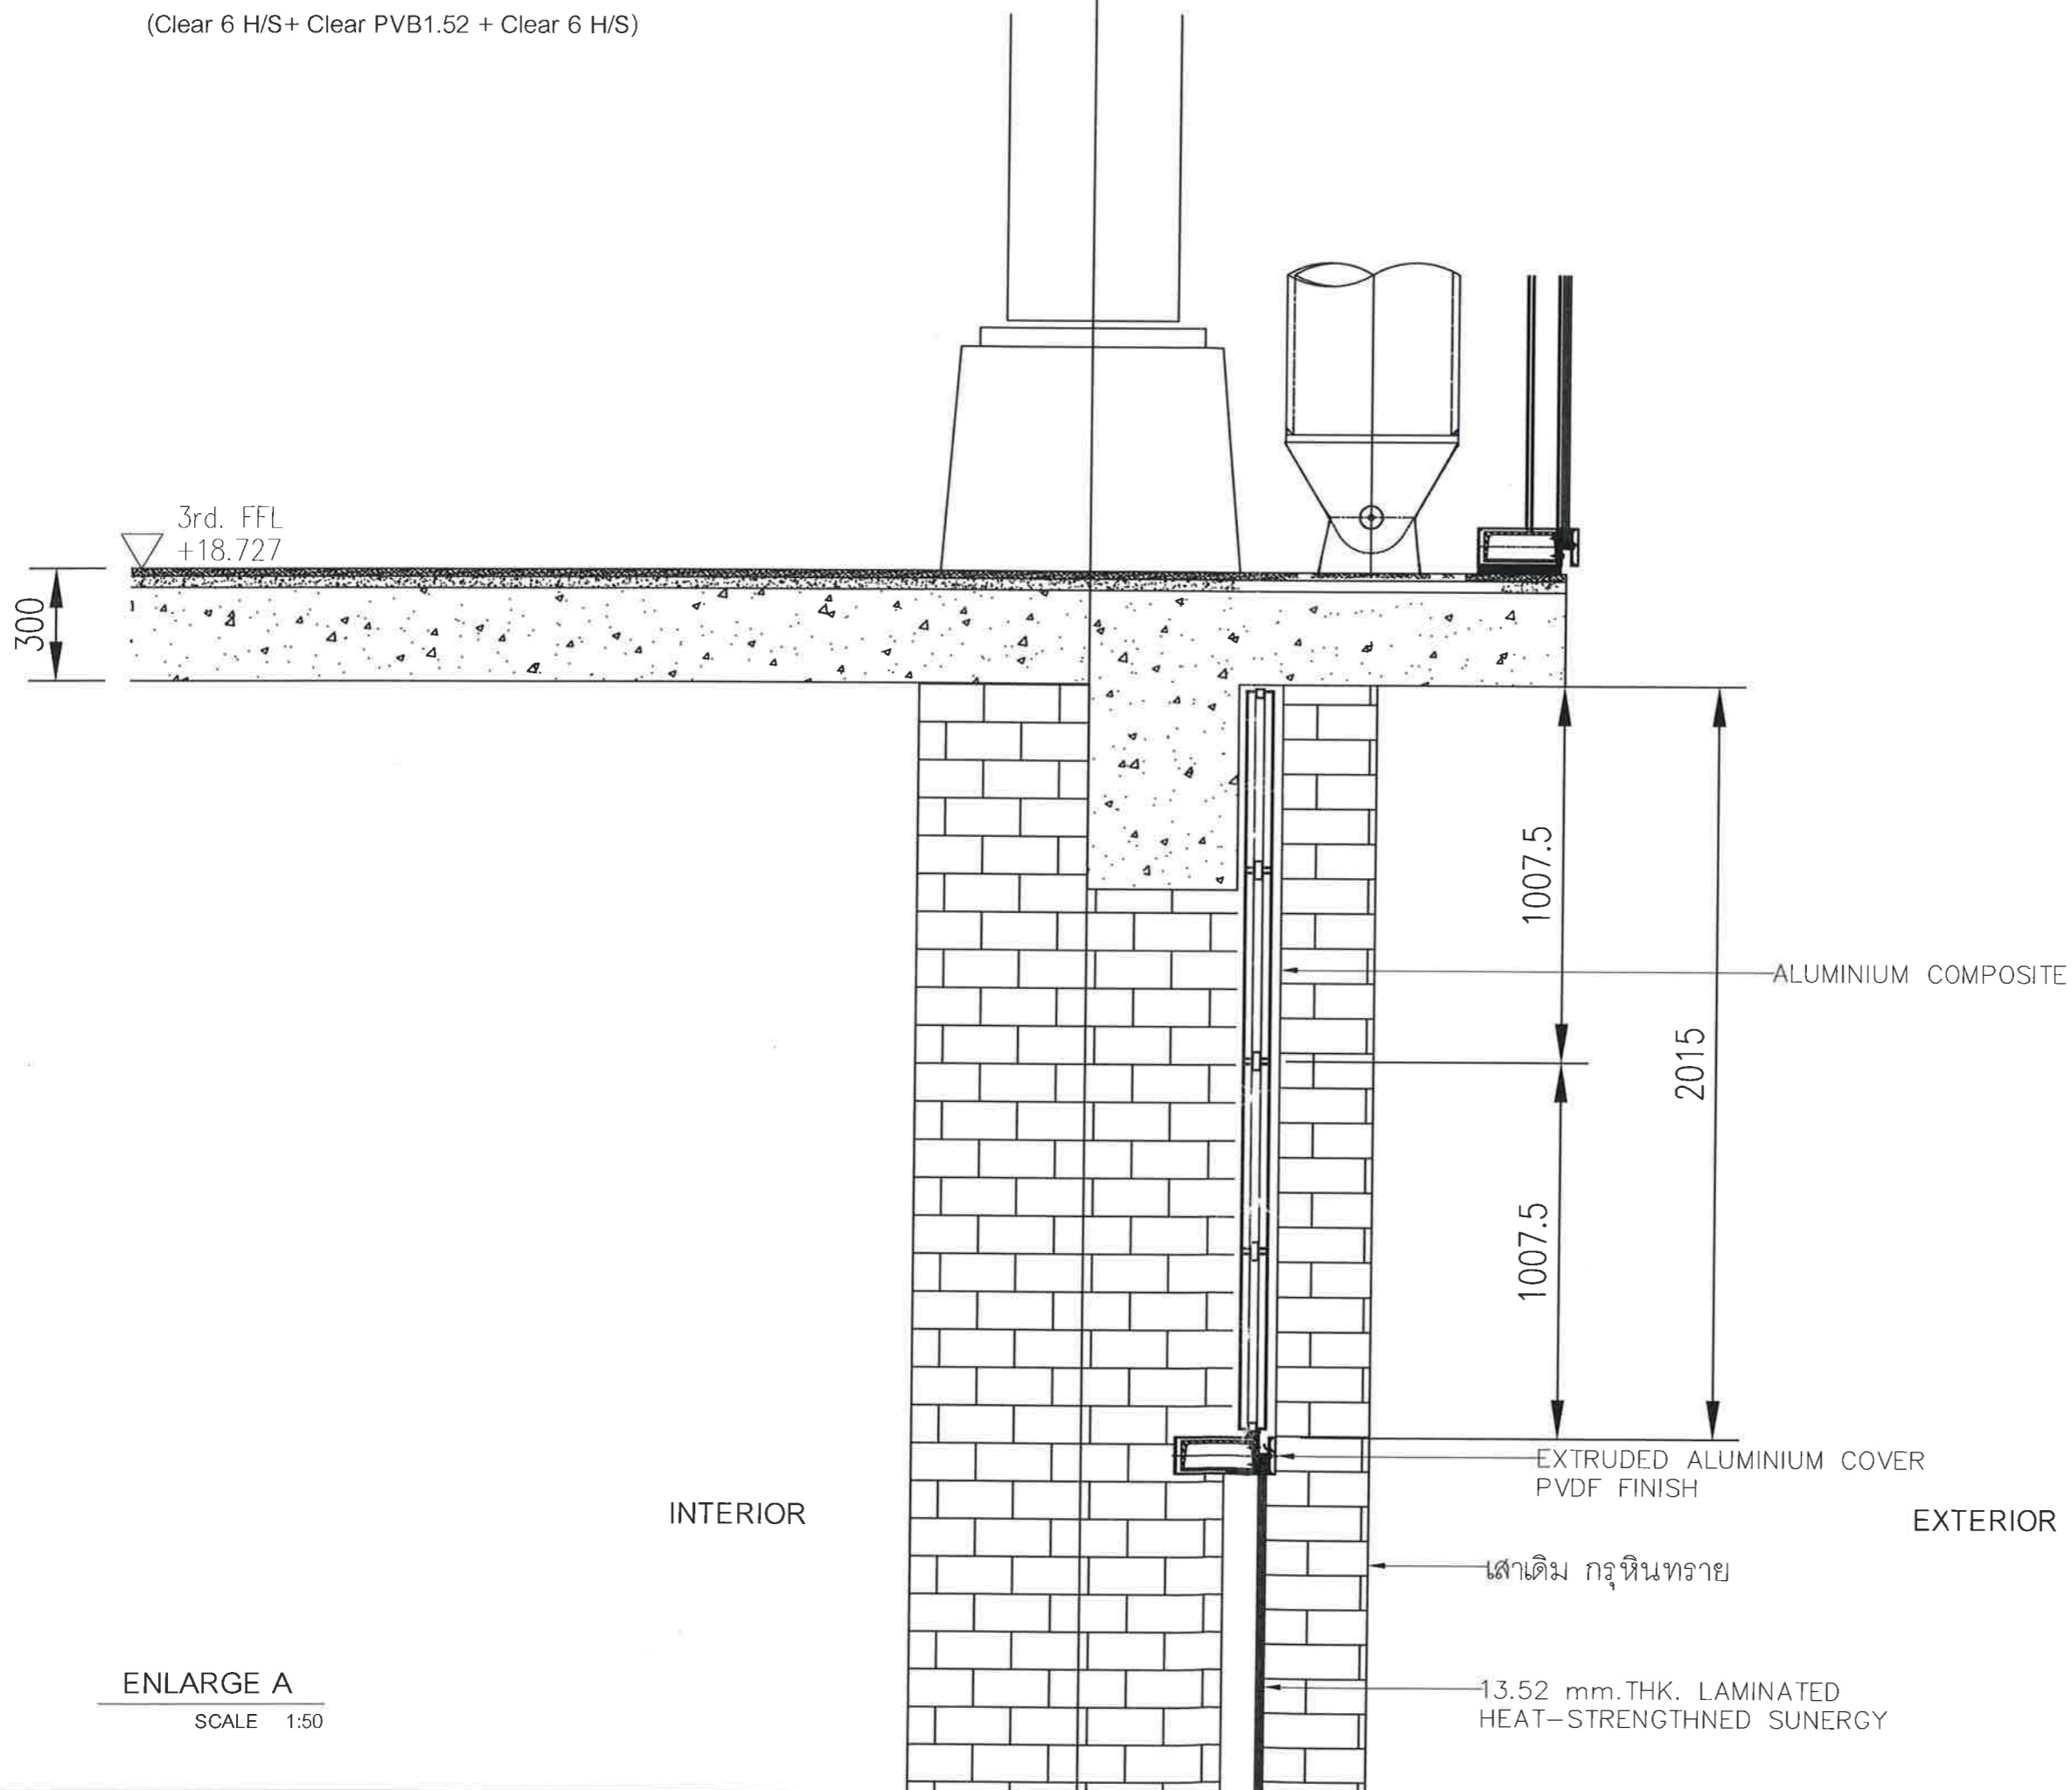 (Clear 6 H/S+ Clear PVB1.52 + Clear 6 H/S)
3rd. FFL
+18.727
300
1007.5
ALUMINIUM COMPOSITE
2015
1007.5
EXTRUDED ALUMINIUM COVER
PVDF FINISH
INTERIOR
EXTERIOR
เสาเดิม กรุหินทราย
ENLARGE A
SCALE 1:50
13.52 mm.THK. LAMINATED
HEAT-STRENGTHNED SUNERGY